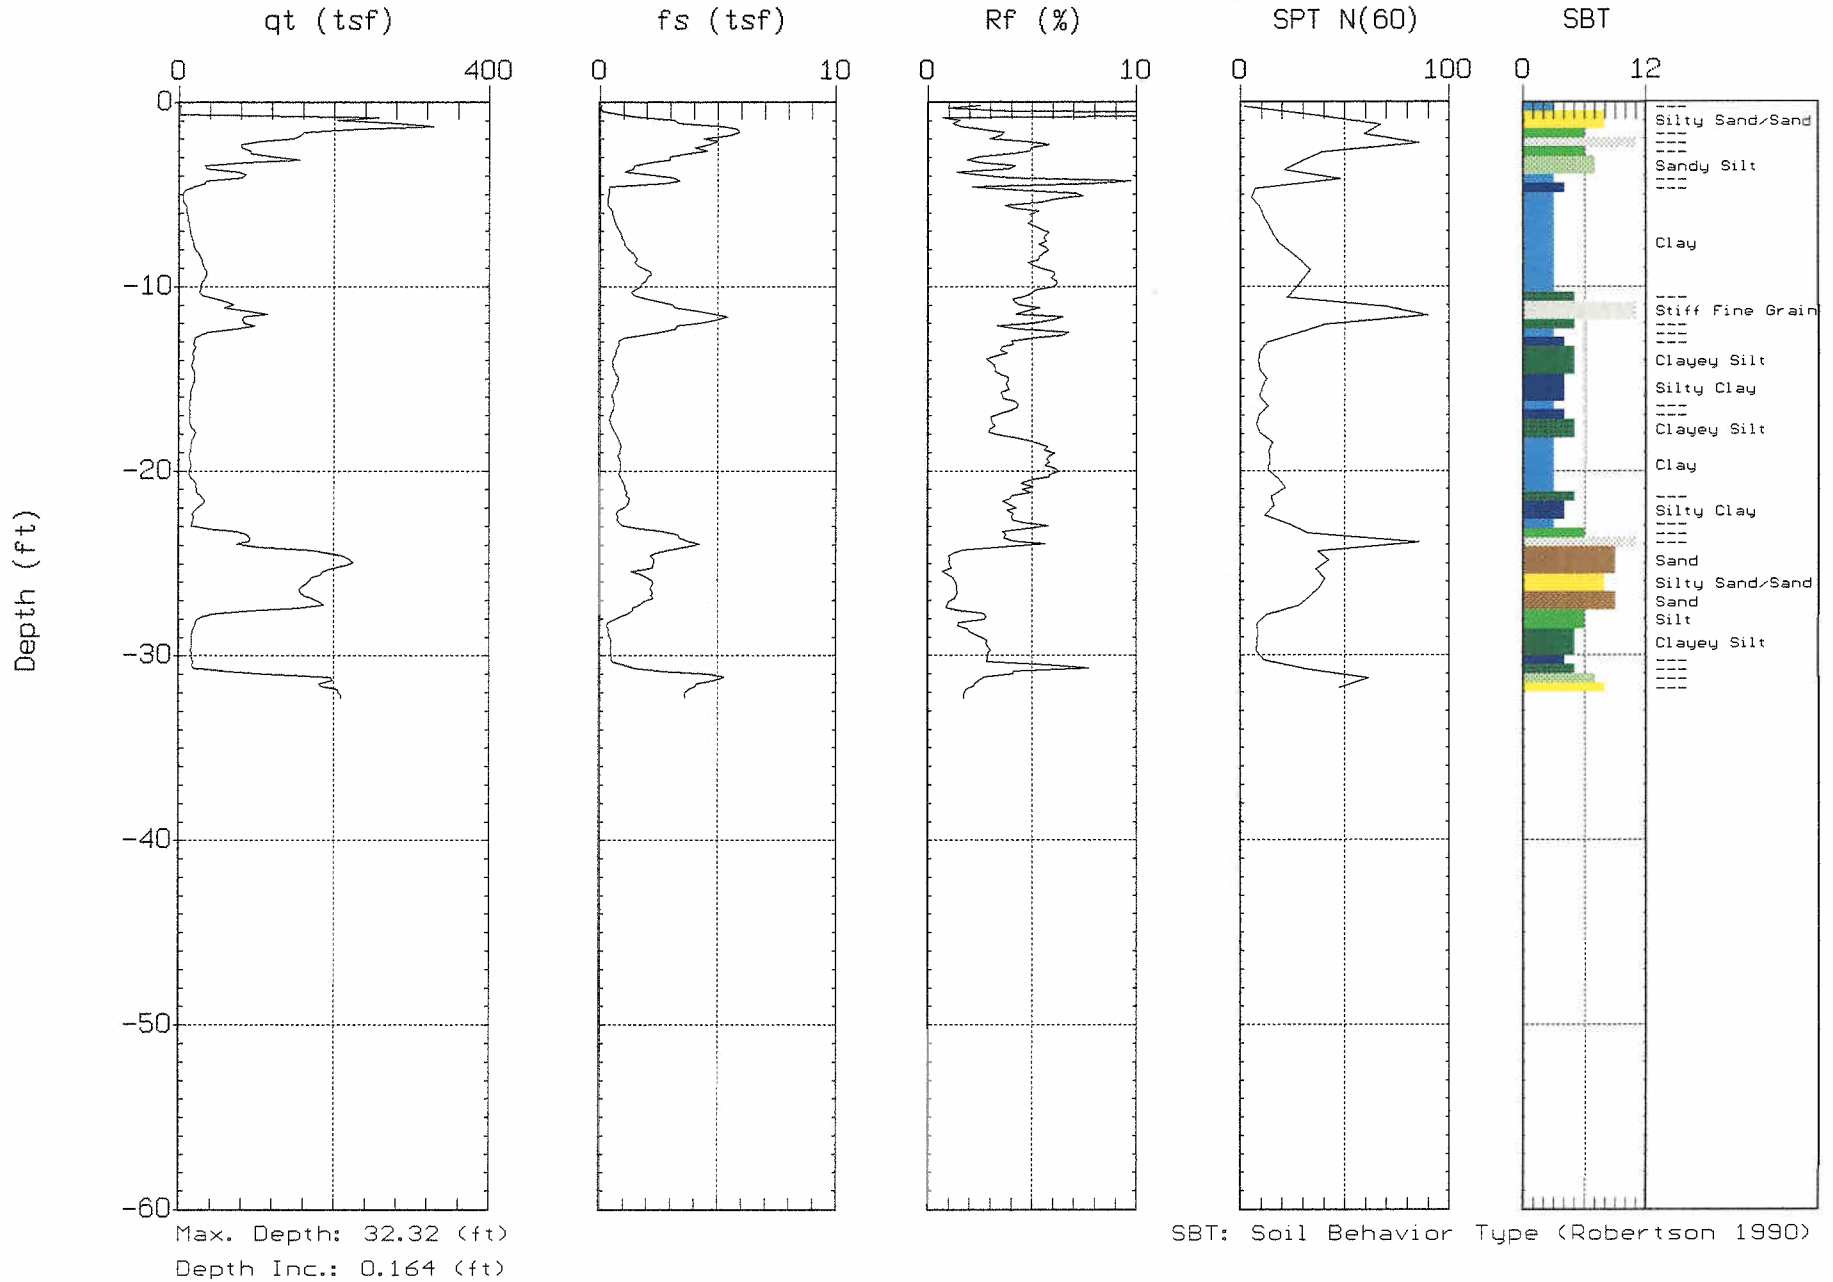 qt (tsf) fs (tsf) Rf (%) SPT N(60) SBT
0 400 0 10 0 10 0 100 0 12
0
---
Silty Sand/Sand
---
---
Sandy Silt
---
---
Clay
-10
---
Stiff Fine Grain
---
---
Clayey Silt
Silty Clay
---
---
Clayey Silt
-20
Clay
---
Silty Clay
---
---
Sand
Silty Sand/Sand
Sand
Silt
Clayey Silt
-30
---
---
---
-40
-50
-60
Depth (ft)
Max. Depth: 32.32 (ft)
Depth Inc.: 0.164 (ft)
SBT: Soil Behavior Type (Robertson 1990)